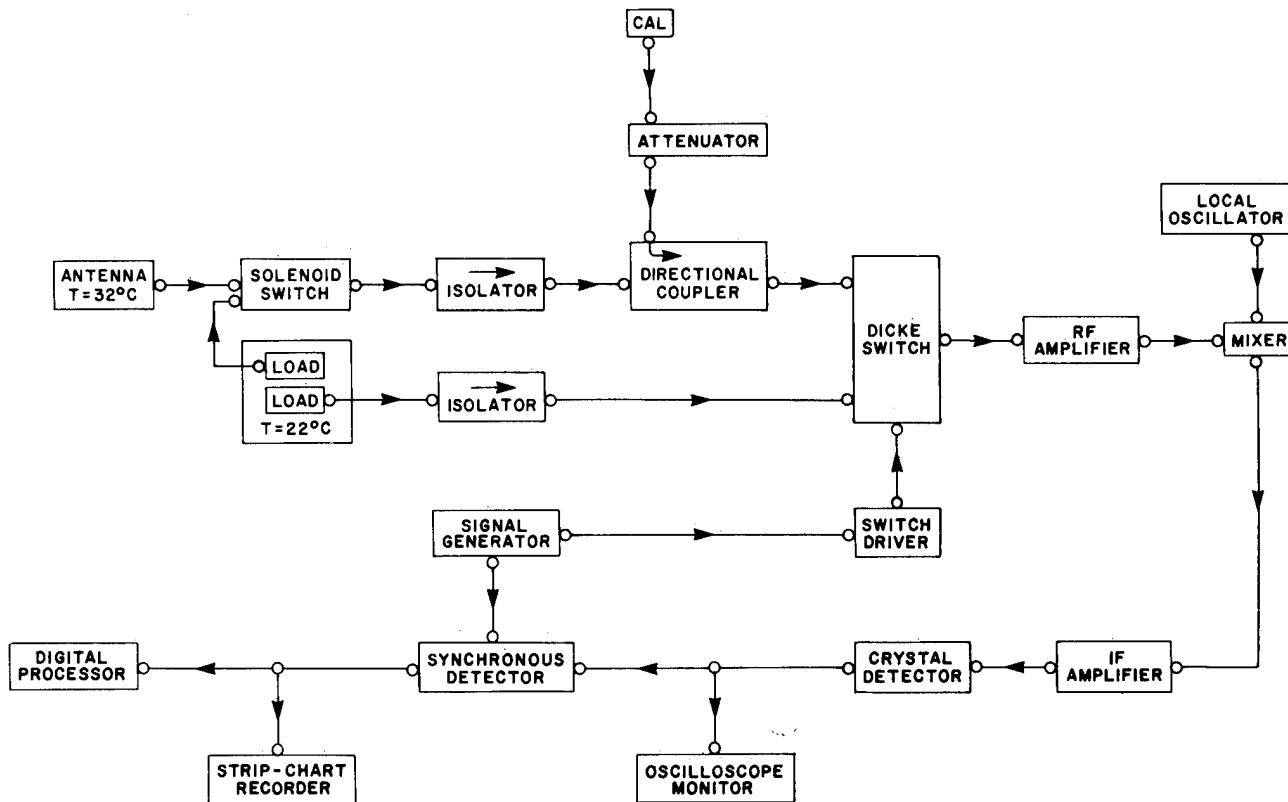 CAL
ATTENUATOR
LOCAL
OSCILLATOR
ANTENNA
T=32°C
SOLENOID
SWITCH
ISOLATOR
DIRECTIONAL
COUPLER
DICKE
SWITCH
RF
AMPLIFIER
MIXER
LOAD
LOAD
T=22°C
ISOLATOR
SIGNAL
GENERATOR
SWITCH
DRIVER
DIGITAL
PROCESSOR
SYNCHRONOUS
DETECTOR
CRYSTAL
DETECTOR
IF
AMPLIFIER
STRIP-CHART
RECORDER
OSCILLOSCOPE
MONITOR